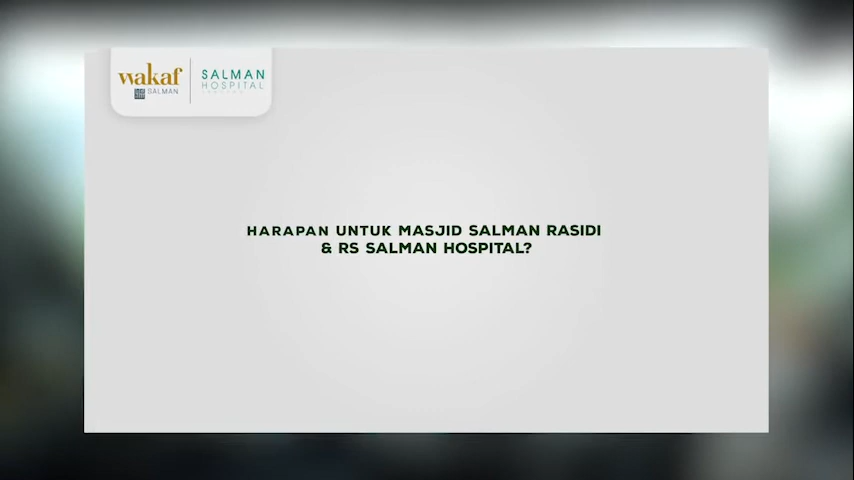 wakaf
SALMAN
SALMAN
HOSPITAL
HARAPAN UNTUK MASJID SALMAN RASIDI
& RS SALMAN HOSPITAL?